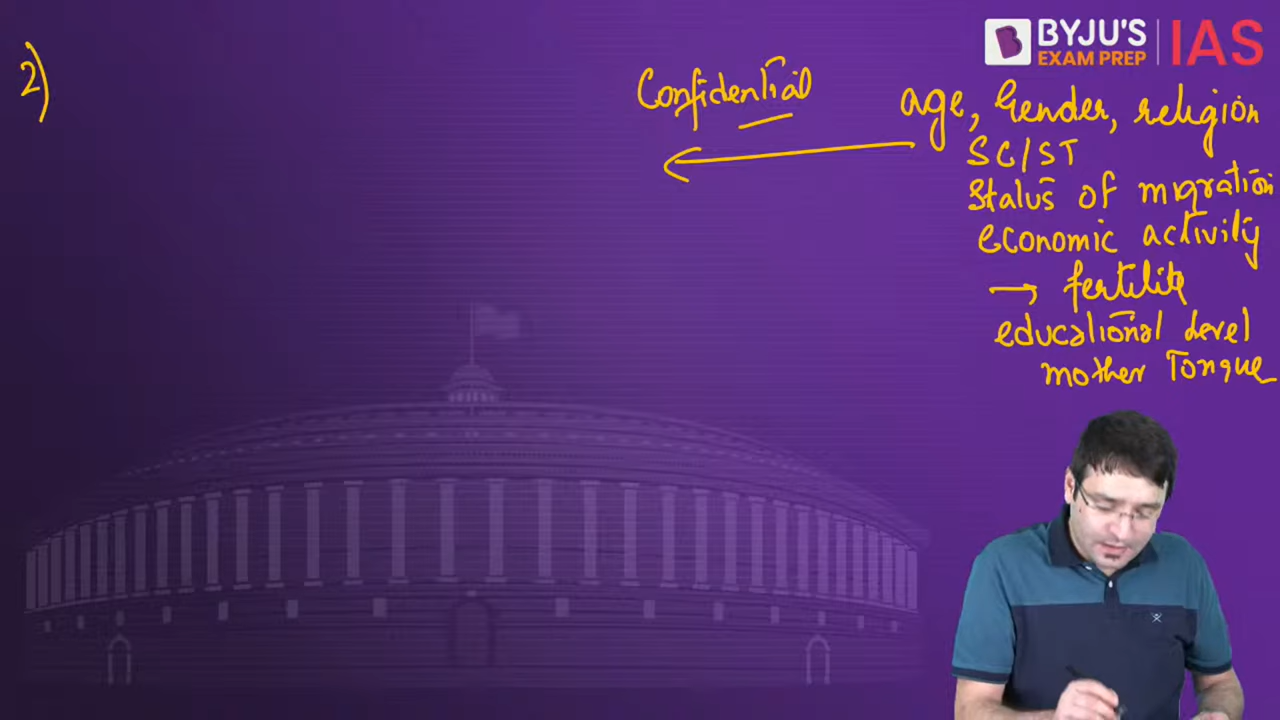 2)
BYJU'S
EXAM PREP
IAS
Confidential
age, Gender, religion
SC/ST
Status of migration
economic activity
→ fertilite
educational level
mother Tongue